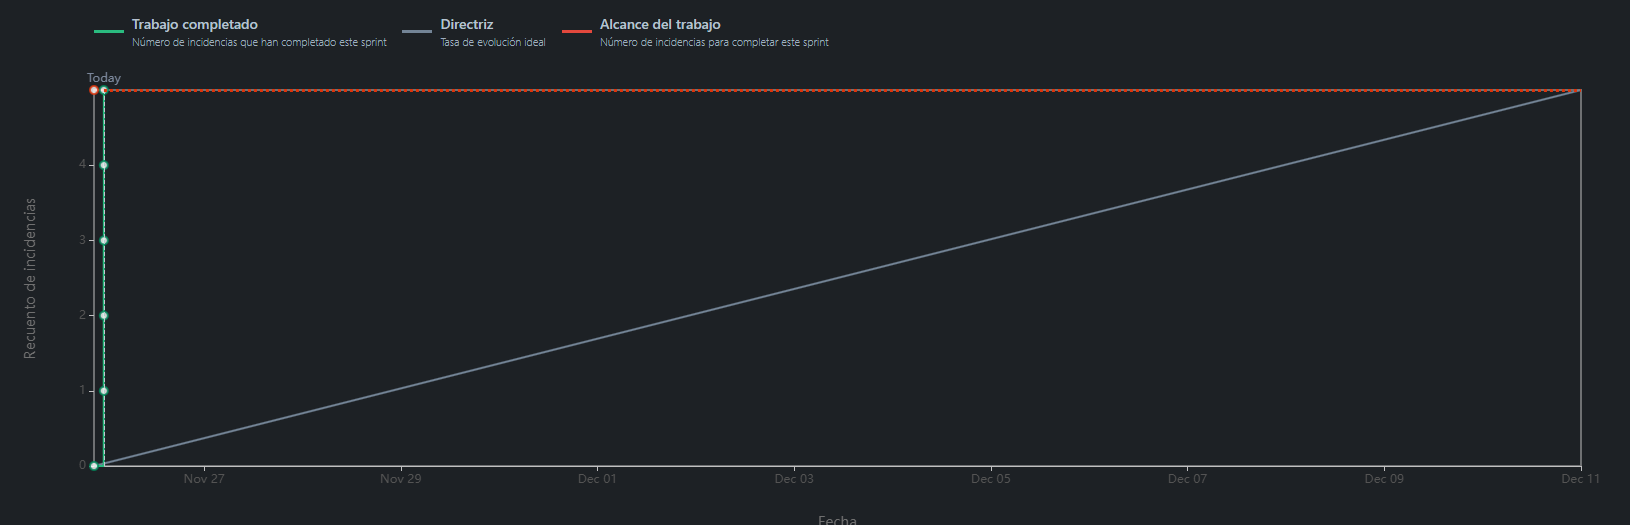 Trabajo completado
Número de incidencias que han completado este sprint
Directriz
Tasa de evolución ideal
Alcance del trabajo
Número de incidencias para completar este sprint
Today
4
3
2
1
0
Recuento de incidencias
Nov 27
Nov 29
Dec 01
Dec 03
Dec 05
Dec 07
Dec 09
Dec 11
Fecha